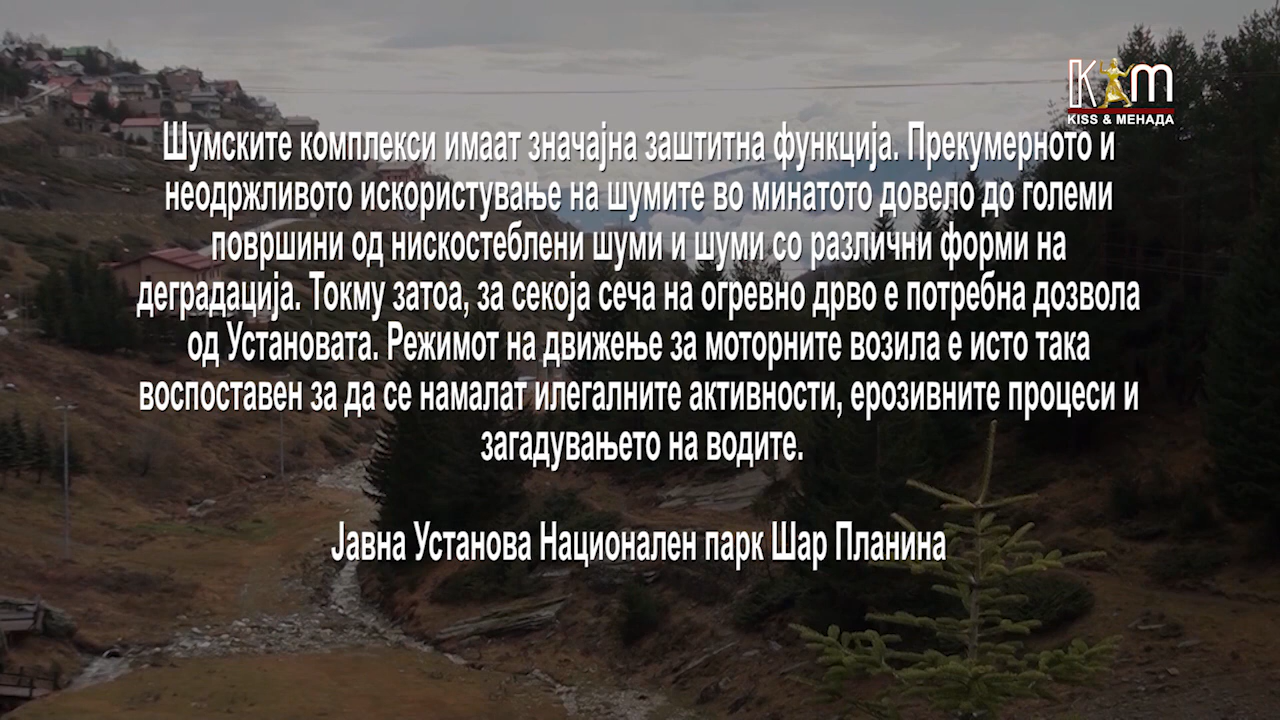 KM
KISS & МЕНАДА
Шумските комплекси имаат значајна заштитна функција. Прекумерното и
неодржливото искористување на шумите во минатото довело до големи
површини од нискостеблени шуми и шуми со различни форми на
деградација. Токму затоа, за секоја сеча на огревно дрво е потребна дозвола
од Установата. Режимот на движење за моторните возила е исто така
воспоставен за да се намалат илегалните активности, ерозивните процеси и
загадувањето на водите.
Јавна Установа Национален парк Шар Планина